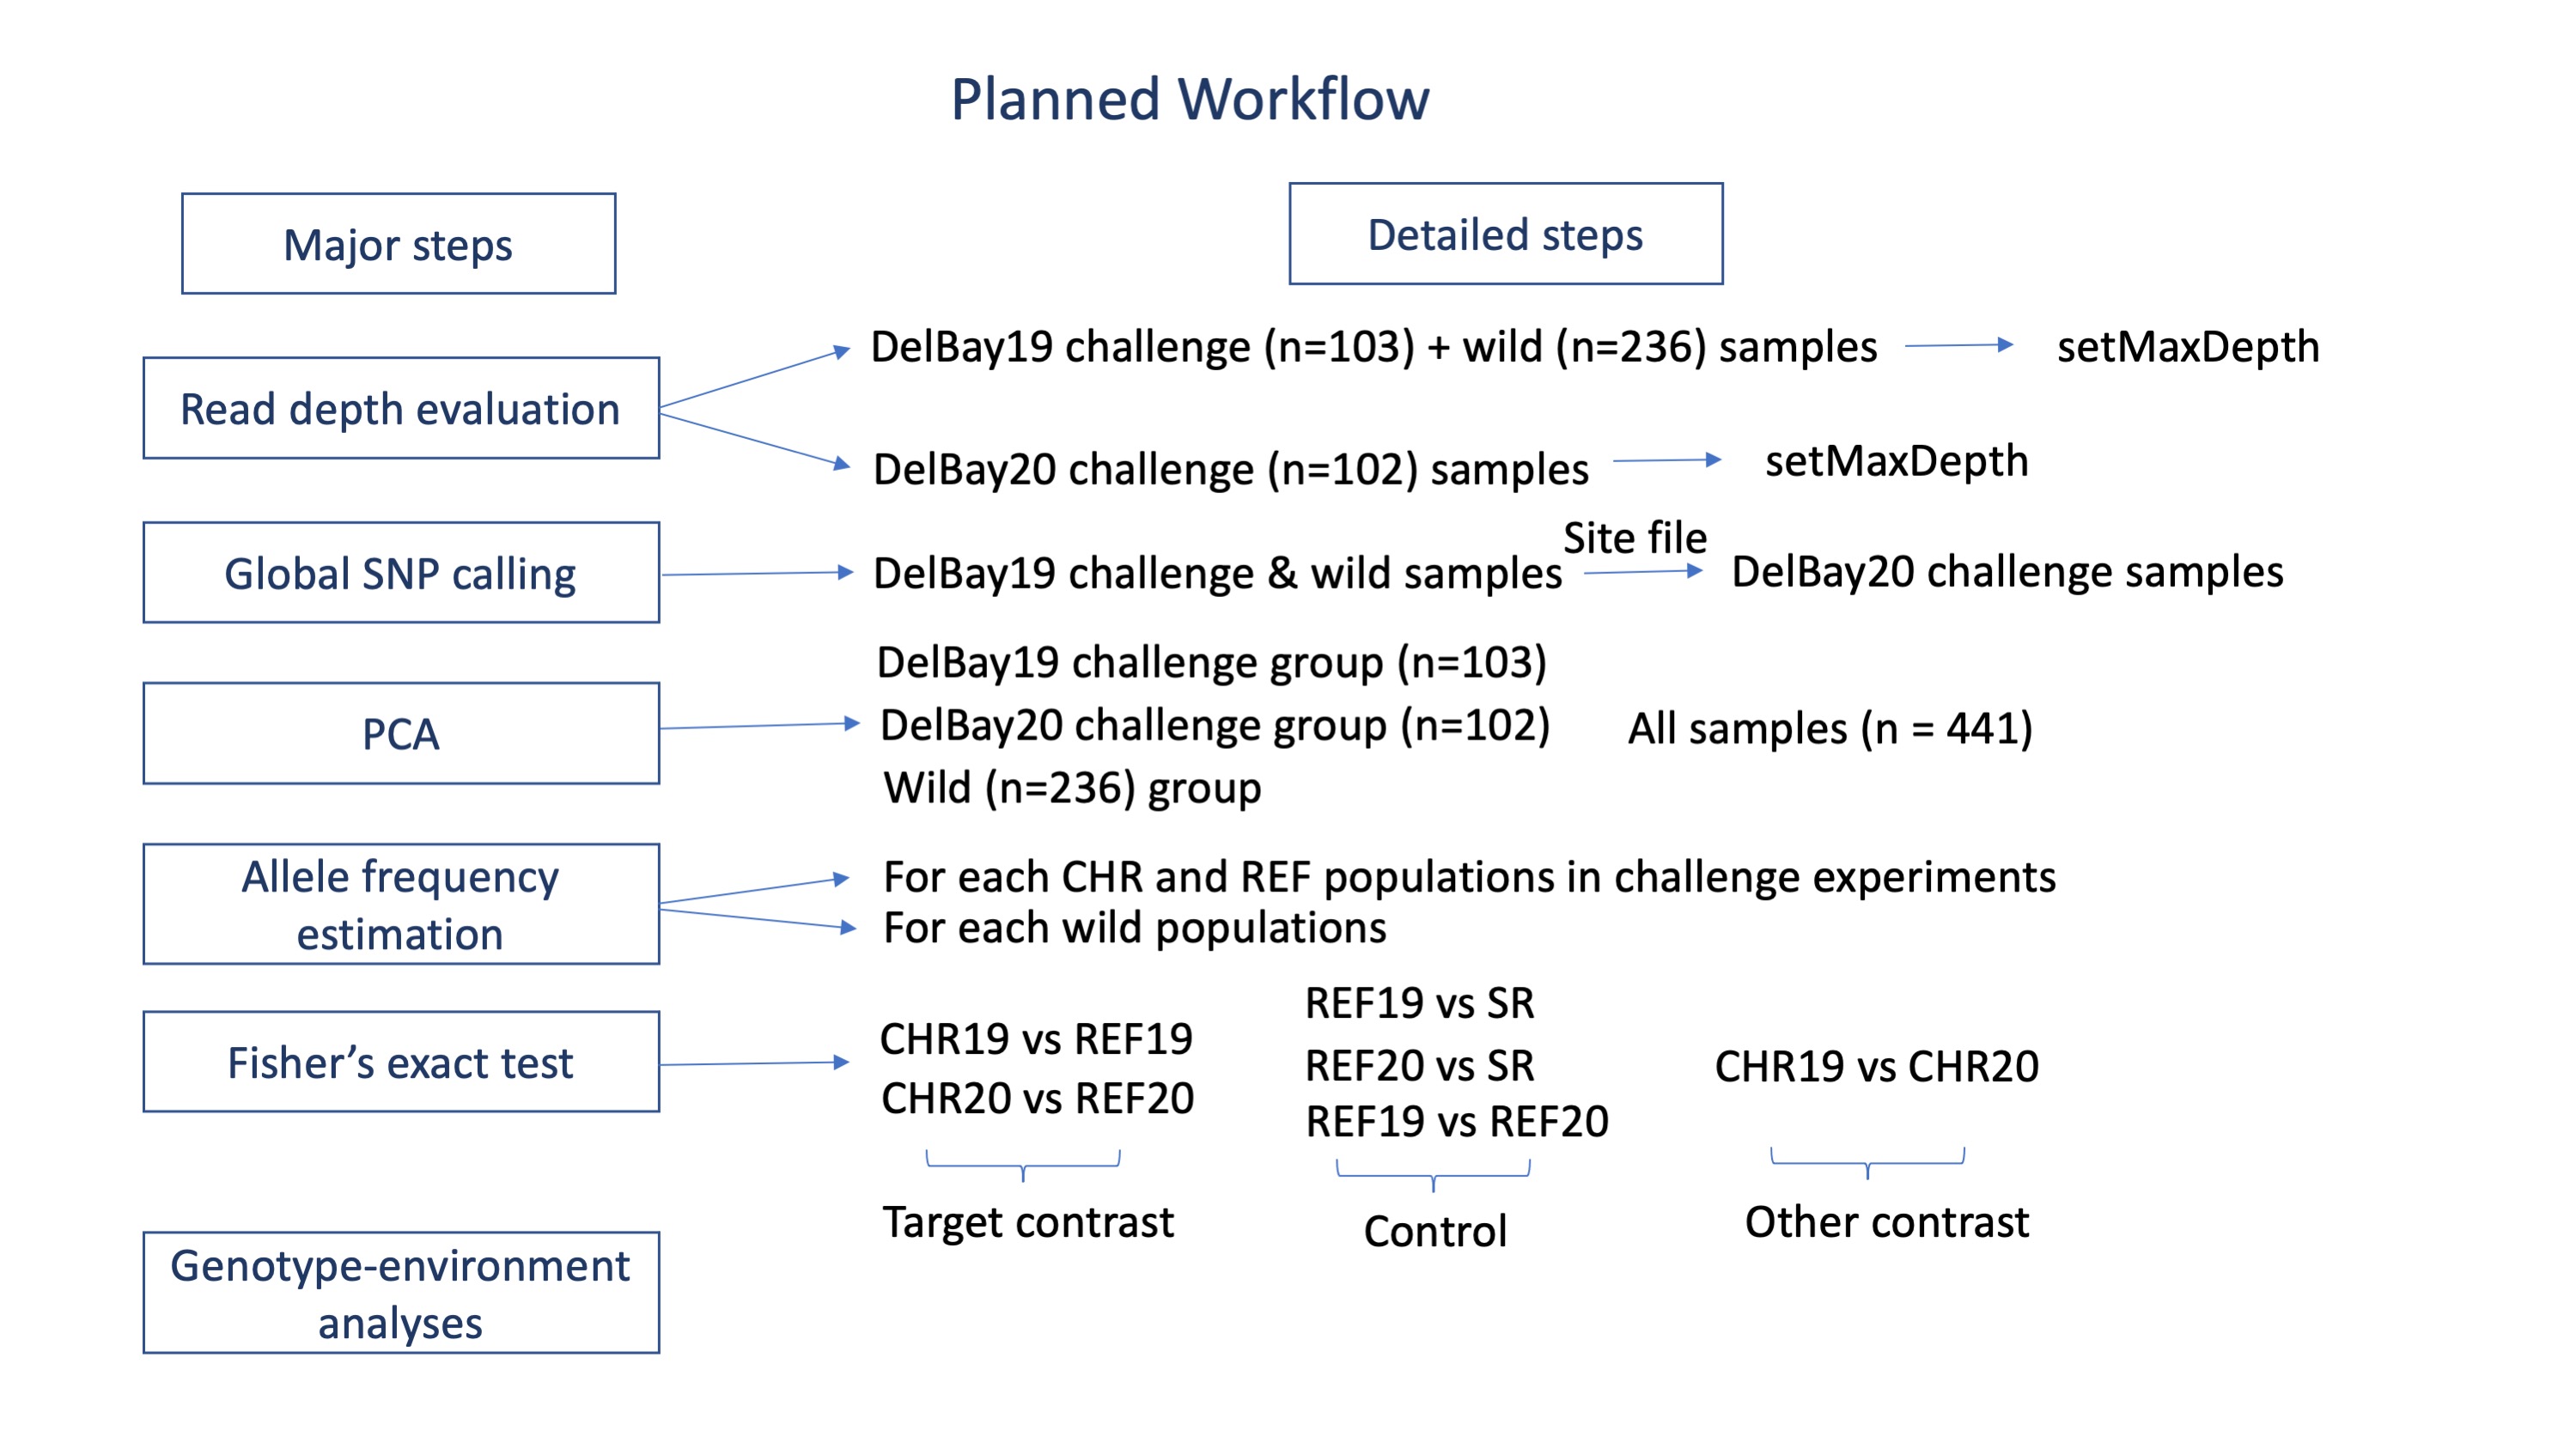 Planned Workflow
Major steps
Detailed steps
Read depth evaluation
DelBay19 challenge (n=103) + wild (n=236) samples
setMaxDepth
DelBay20 challenge (n=102) samples
setMaxDepth
Global SNP calling
DelBay19 challenge & wild samples
Site file
DelBay20 challenge samples
PCA
DelBay19 challenge group (n=103)
DelBay20 challenge group (n=102)
Wild (n=236) group
All samples (n = 441)
Allele frequency
estimation
For each CHR and REF populations in challenge experiments
For each wild populations
Fisher’s exact test
CHR19 vs REF19
CHR20 vs REF20
Target contrast
REF19 vs SR
REF20 vs SR
REF19 vs REF20
Control
CHR19 vs CHR20
Other contrast
Genotype-environment
analyses